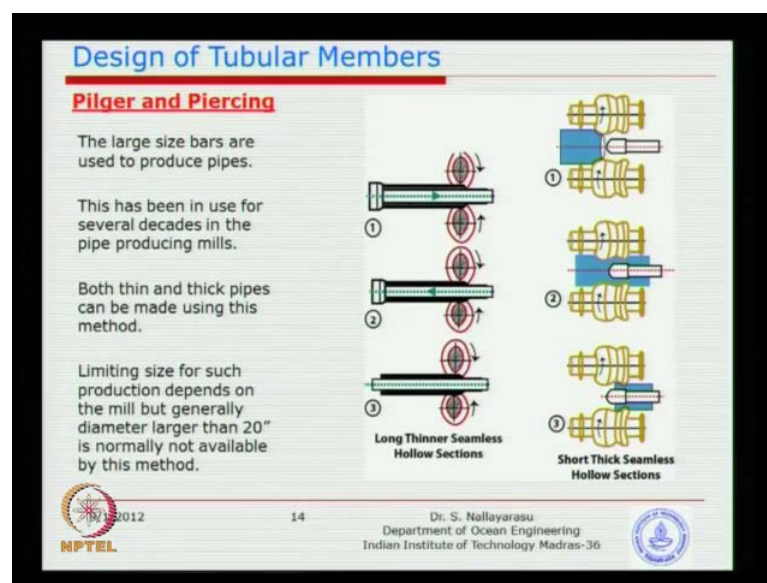 Design of Tubular Members
Pilger and Piercing
The large size bars are
used to produce pipes.
This has been in use for
several decades in the
pipe producing mills.
Both thin and thick pipes
can be made using this
method.
Limiting size for such
production depends on
the mill but generally
diameter larger than 20″
is normally not available
by this method.
1
2
3
Long Thinner Seamless
Hollow Sections
1
2
3
Short Thick Seamless
Hollow Sections
2012
NPTEL
14
Dr. S. Nallayarasu
Department of Ocean Engineering
Indian Institute of Technology Madras-36